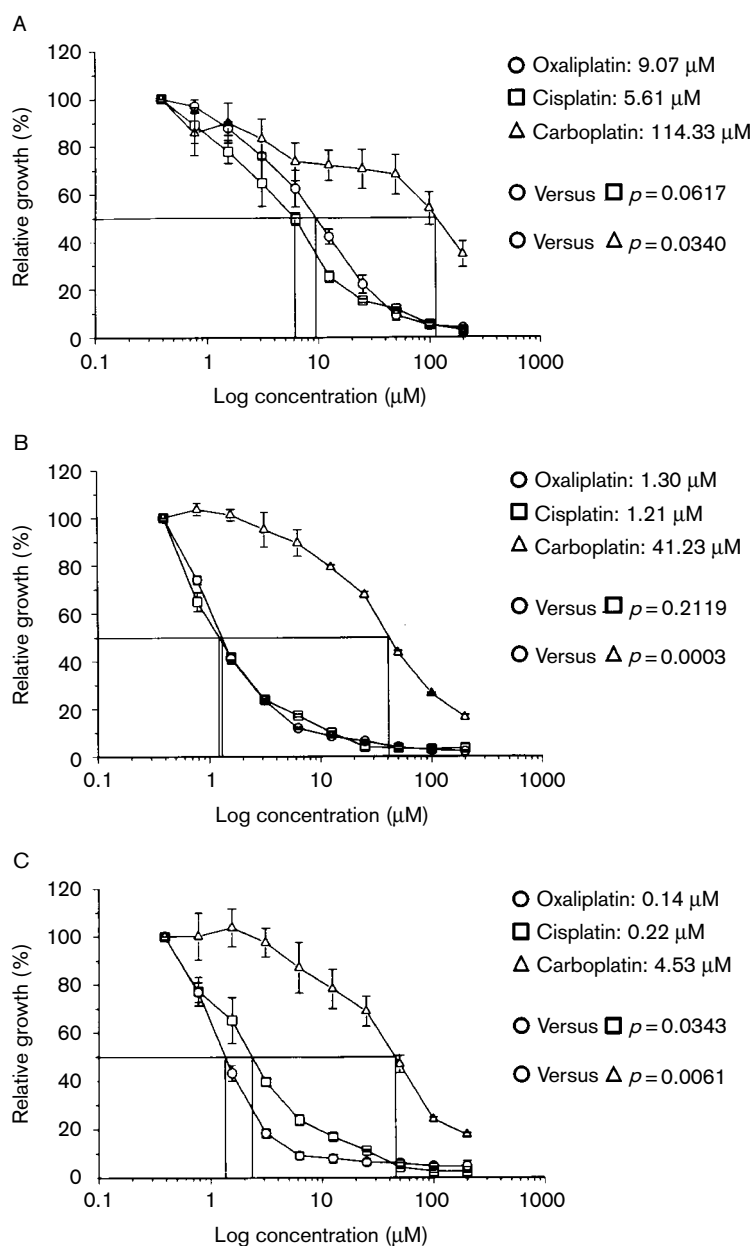 A
120
100
80
60
40
20
0
Relative growth (%)
0.1 1 10 100 1000
Log concentration (μM)
Oxaliplatin: 9.07 μM
Cisplatin: 5.61 μM
Carboplatin: 114.33 μM
Versus p = 0.0617
Versus p = 0.0340
B
120
100
80
60
40
20
0
Relative growth (%)
0.1 1 10 100 1000
Log concentration (μM)
Oxaliplatin: 1.30 μM
Cisplatin: 1.21 μM
Carboplatin: 41.23 μM
Versus p = 0.2119
Versus p = 0.0003
C
120
100
80
60
40
20
0
Relative growth (%)
0.1 1 10 100 1000
Log concentration (μM)
Oxaliplatin: 0.14 μM
Cisplatin: 0.22 μM
Carboplatin: 4.53 μM
Versus p = 0.0343
Versus p = 0.0061